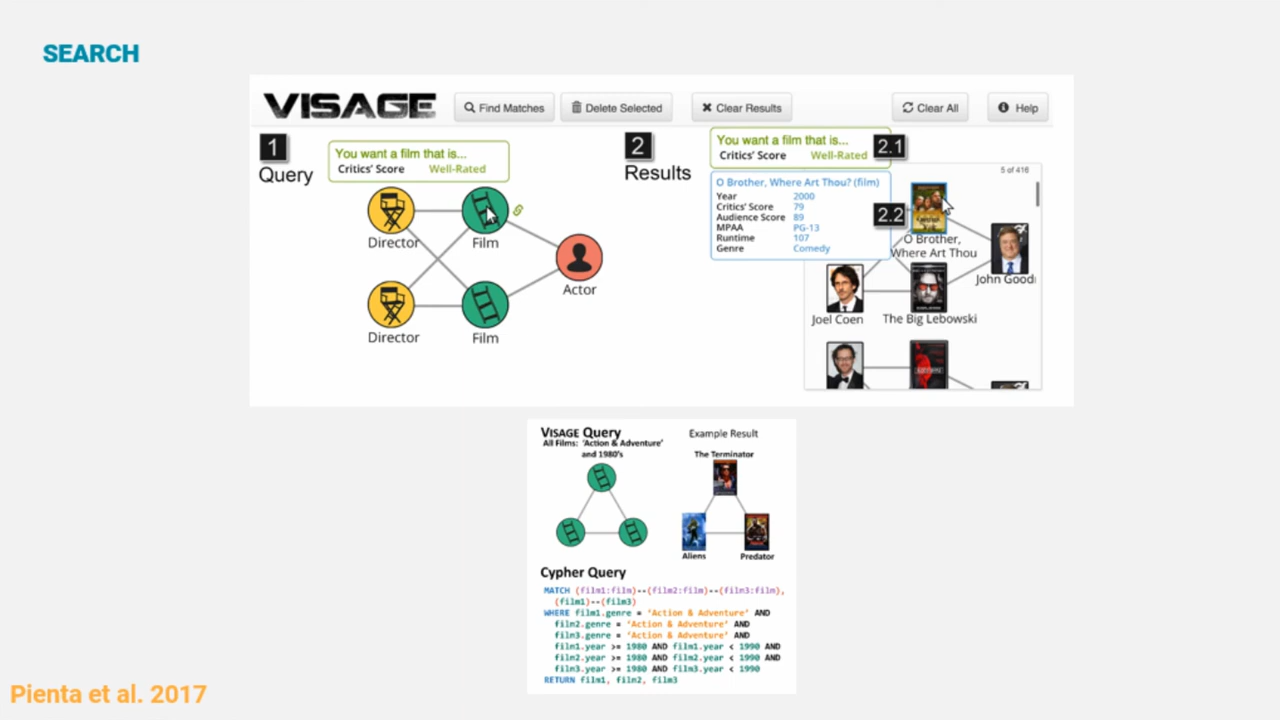 SEARCH
VISAGE
Find Matches
Delete Selected
Clear Results
Clear All
Help
1
Query
You want a film that is...
Critics' Score Well-Rated
Director
Film
Actor
Director
Film
2
Results
You want a film that is...
Critics' Score Well-Rated
2.1
O Brother, Where Art Thou? (film)
Year 2000
Critics' Score 79
Audience Score 89
MPAA PG-13
Runtime 107
Genre Comedy
2.2
5 of 416
O Brother,
Where Art Thou
John Good
Joel Coen
The Big Lebowski
VISAGE Query
All Films: 'Action & Adventure'
and 1980's
Example Result
The Terminator
Aliens
Predator
Cypher Query
MATCH (film1:film)--(film2:film)--(film3:film),
(film1)--(film3)
WHERE film1.genre = 'Action & Adventure' AND
film2.genre = 'Action & Adventure' AND
film3.genre = 'Action & Adventure' AND
film1.year >= 1980 AND film1.year < 1990 AND
film2.year >= 1980 AND film2.year < 1990 AND
film3.year >= 1980 AND film3.year < 1990
RETURN film1, film2, film3
Pienta et al. 2017